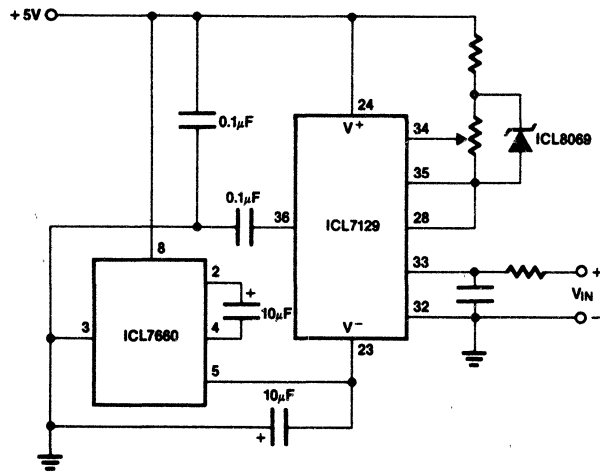 +5V
24
V+
34
ICL8069
0.1µF
35
0.1µF
36
ICL7129
28
8
33
+
2
+
VIN
10µF
3
ICL7660
4
32
−
V−
23
5
10µF
+